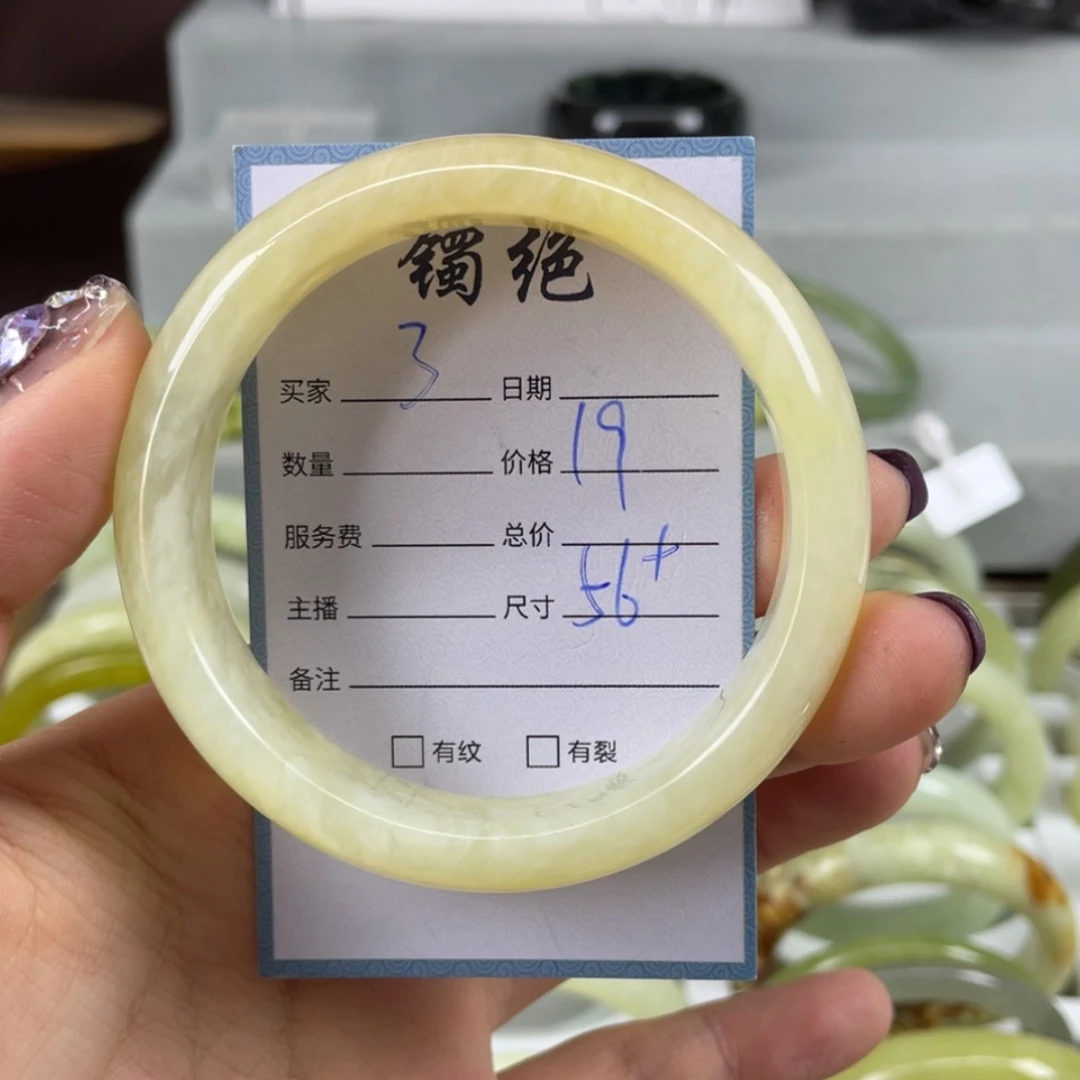 镯绝
买家 3 日期
数量 价格 19
服务费 总价
主播 尺寸 56+
备注
有纹 有裂